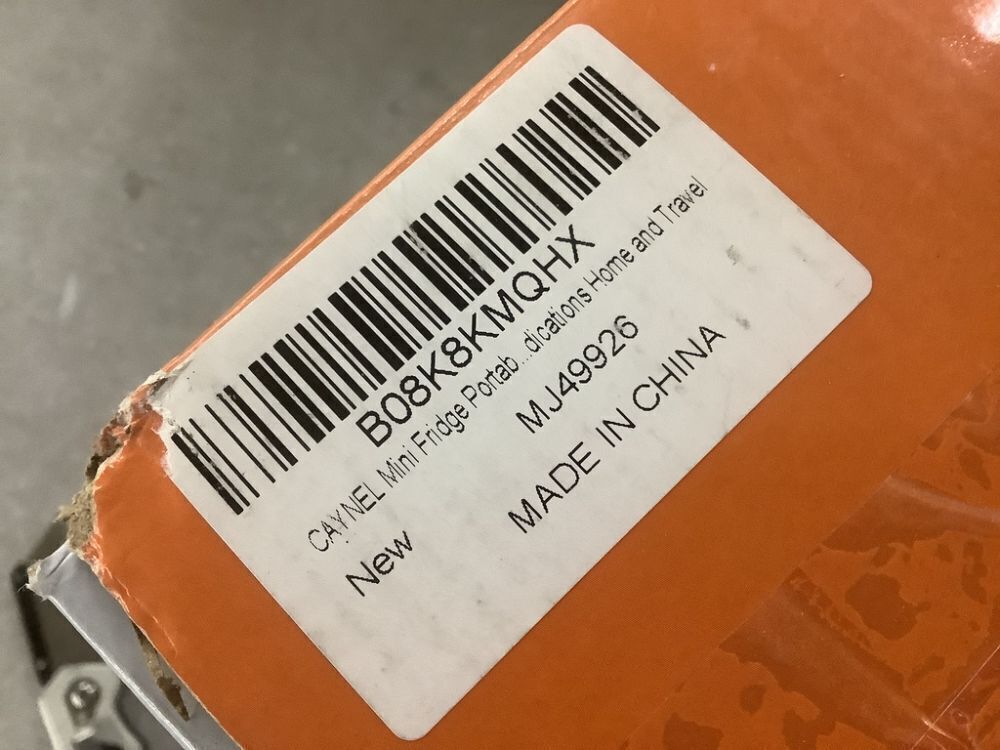 B08K8KMQHX
CAYNEL Mini Fridge Portab...dications Home and Travel
New
MJ49926
MADE IN CHINA